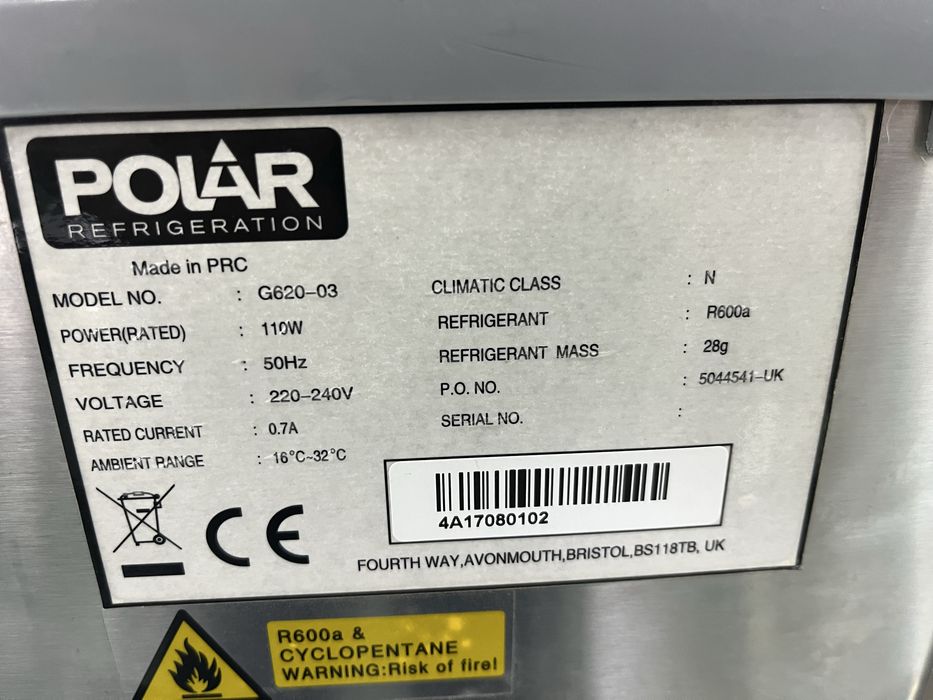 POLAR
REFRIGERATION
Made in PRC
MODEL NO. : G620-03
POWER(RATED) : 110W
FREQUENCY : 50Hz
VOLTAGE : 220-240V
RATED CURRENT : 0.7A
AMBIENT RANGE : 16°C~32°C
CLIMATIC CLASS : N
REFRIGERANT : R600a
REFRIGERANT MASS : 28g
P.O. NO. : 5044541-UK
SERIAL NO. :
4A17080102
CE
FOURTH WAY,AVONMOUTH,BRISTOL,BS118TB, UK
R600a &
CYCLOPENTANE
WARNING:Risk of fire!